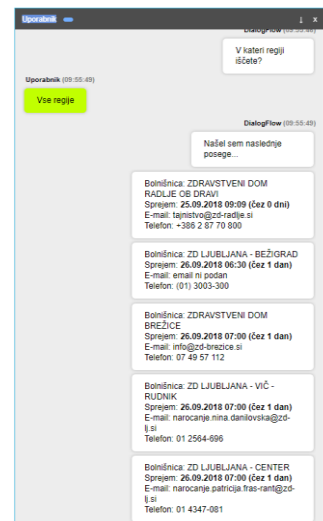 Uporabnik
x
DialogFlow (09:55:48)
V kateri regiji
iščete?
Uporabnik (09:55:49)
Vse regije
DialogFlow (09:55:49)
Našel sem naslednje
posege...
Bolnišnica: ZDRAVSTVENI DOM
RADLJE OB DRAVI
Sprejem: 25.09.2018 09:09 (čez 0 dni)
E-mail: tajnistvo@zd-radlje.si
Telefon: +386 2 87 70 800
Bolnišnica: ZD LJUBLJANA - BEŽIGRAD
Sprejem: 26.09.2018 06:30 (čez 1 dan)
E-mail: email ni podan
Telefon: (01) 3003-300
Bolnišnica: ZDRAVSTVENI DOM
BREŽICE
Sprejem: 26.09.2018 07:00 (čez 1 dan)
E-mail: info@zd-brezice.si
Telefon: 07 49 57 112
Bolnišnica: ZD LJUBLJANA - VIČ -
RUDNIK
Sprejem: 26.09.2018 07:00 (čez 1 dan)
E-mail: narocanje.nina.danilovska@zd-
lj.si
Telefon: 01 2564-696
Bolnišnica: ZD LJUBLJANA - CENTER
Sprejem: 26.09.2018 07:00 (čez 1 dan)
E-mail: narocanje.patricija.fras-rant@zd-
lj.si
Telefon: 01 4347-081